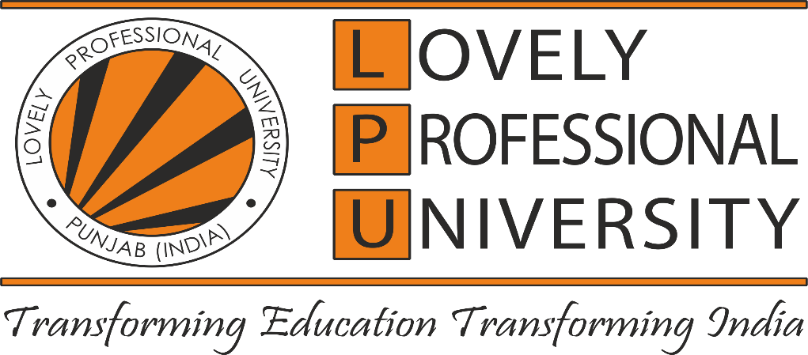 LOVELY PROFESSIONAL UNIVERSITY
• PUNJAB (INDIA) •
LOVELY
PROFESSIONAL
UNIVERSITY
Transforming Education Transforming India